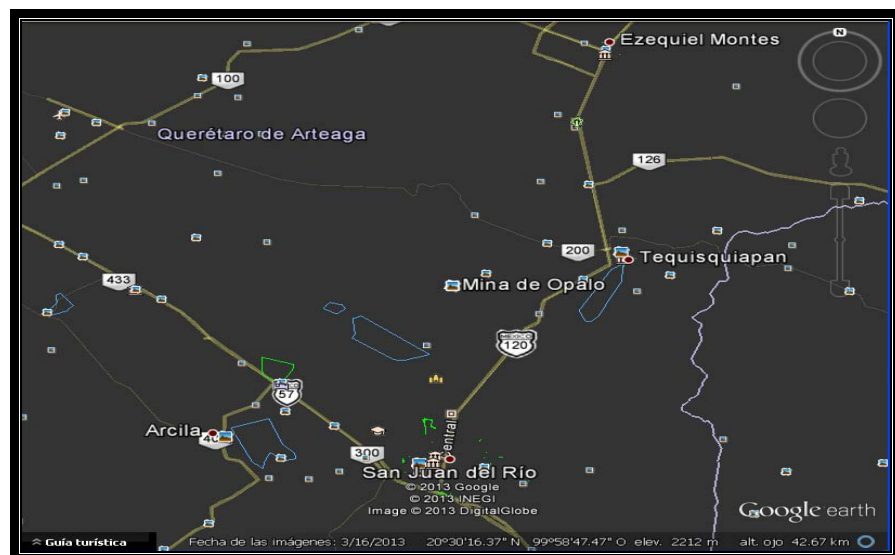 N
Ezequiel Montes
100
Querétaro de Arteaga
126
200
Tequisquiapan
433
Mina de Opalo
MEXICO
120
57
Arcila
300
Central
San Juan del Río
© 2013 Google
© 2013 INEGI
Image © 2013 DigitalGlobe
Google earth
Guía turística
Fecha de las imágenes: 3/16/2013 20°30'16.37" N 99°58'47.47" O elev. 2212 m alt. ojo 42.67 km